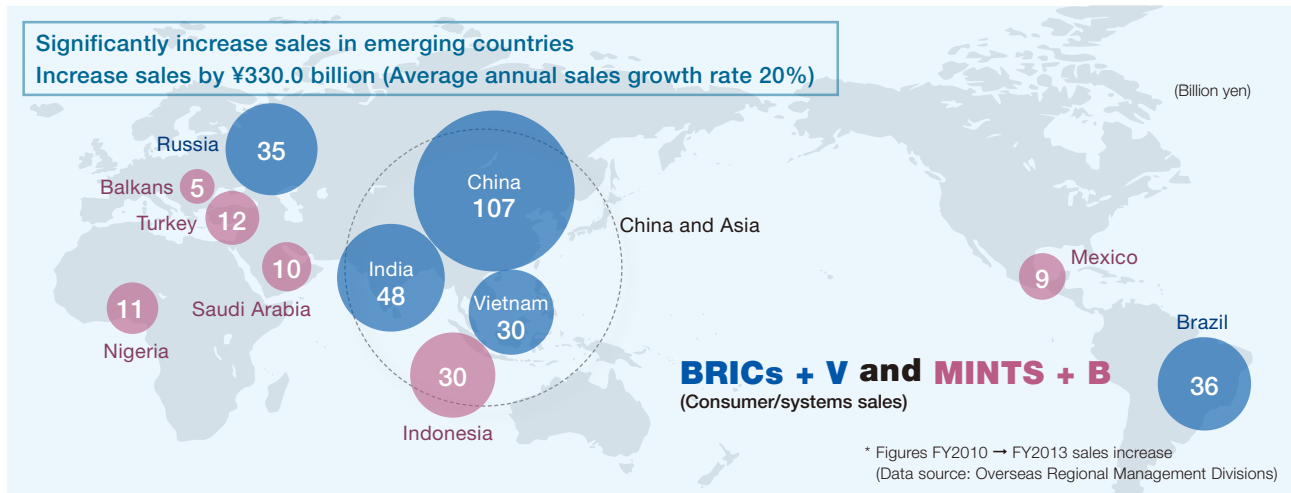 Significantly increase sales in emerging countries
Increase sales by ¥330.0 billion (Average annual sales growth rate 20%)
(Billion yen)
Russia
35
Balkans
5
Turkey
12
Saudi Arabia
10
Nigeria
11
China
107
China and Asia
India
48
Vietnam
30
30
Indonesia
Mexico
9
Brazil
36
BRICs + V and MINTS + B
(Consumer/systems sales)
* Figures FY2010 → FY2013 sales increase
(Data source: Overseas Regional Management Divisions)